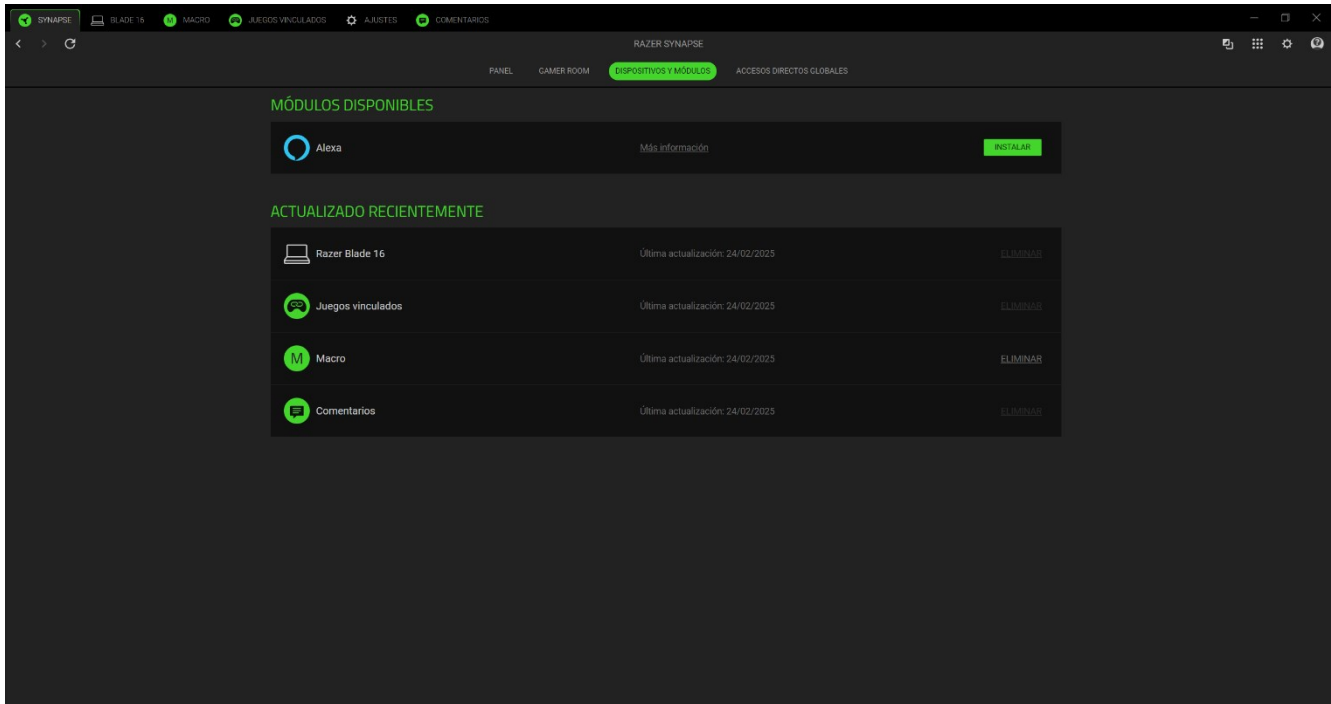 SYNAPSE BLADE 16 M MACRO JUEGOS VINCULADOS AJUSTES COMENTARIOS
RAZER SYNAPSE
PANEL GAMER ROOM DISPOSITIVOS Y MÓDULOS ACCESOS DIRECTOS GLOBALES
MÓDULOS DISPONIBLES
Alexa Más información INSTALAR
ACTUALIZADO RECIENTEMENTE
Razer Blade 16 Última actualización: 24/02/2025 ELIMINAR
Juegos vinculados Última actualización: 24/02/2025 ELIMINAR
M Macro Última actualización: 24/02/2025 ELIMINAR
Comentarios Última actualización: 24/02/2025 ELIMINAR